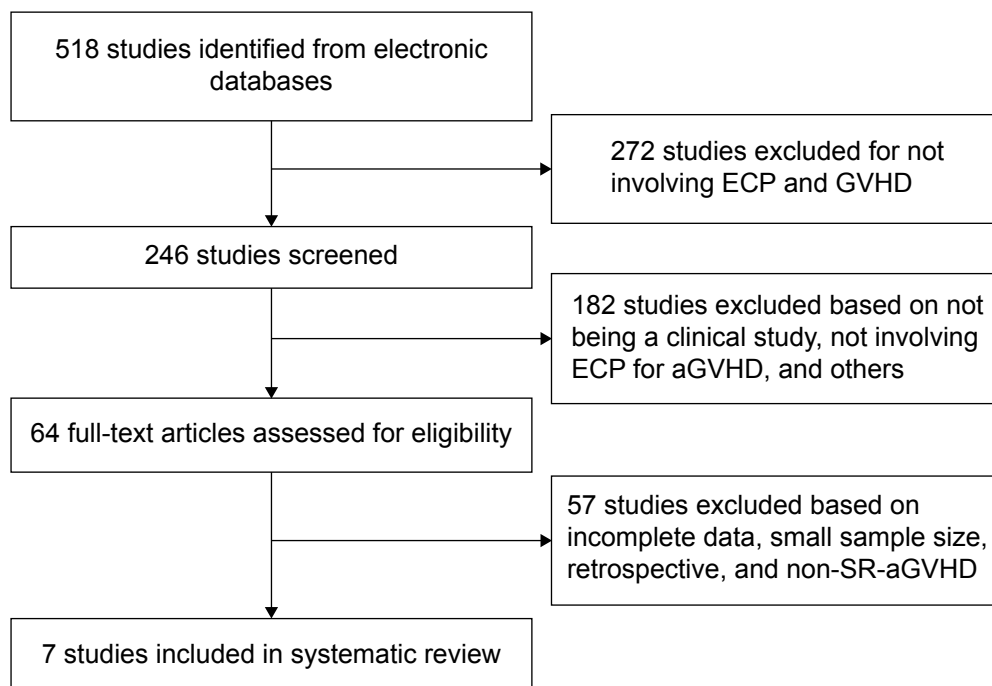 518 studies identified from electronic
databases
272 studies excluded for not
involving ECP and GVHD
246 studies screened
182 studies excluded based on not
being a clinical study, not involving
ECP for aGVHD, and others
64 full-text articles assessed for eligibility
57 studies excluded based on
incomplete data, small sample size,
retrospective, and non-SR-aGVHD
7 studies included in systematic review